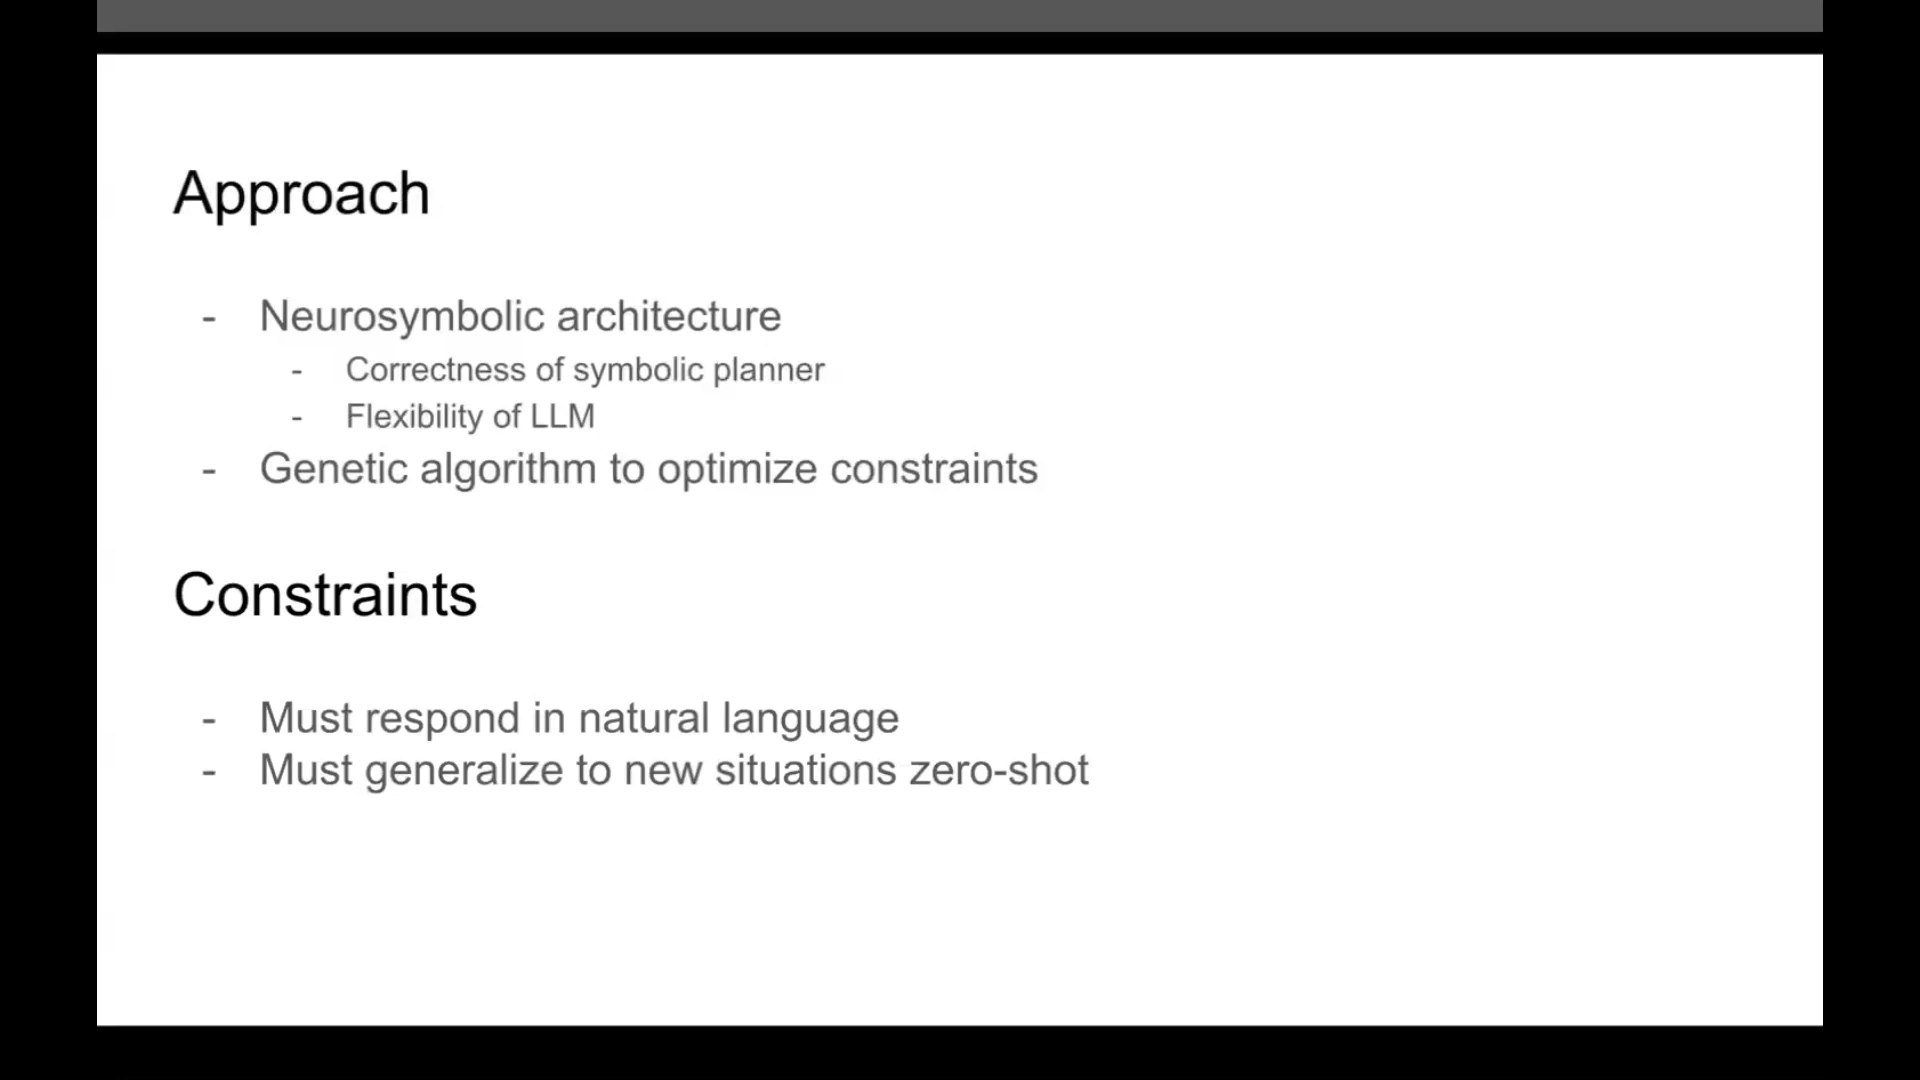 Approach
- Neurosymbolic architecture
- Correctness of symbolic planner
- Flexibility of LLM
- Genetic algorithm to optimize constraints
Constraints
- Must respond in natural language
- Must generalize to new situations zero-shot